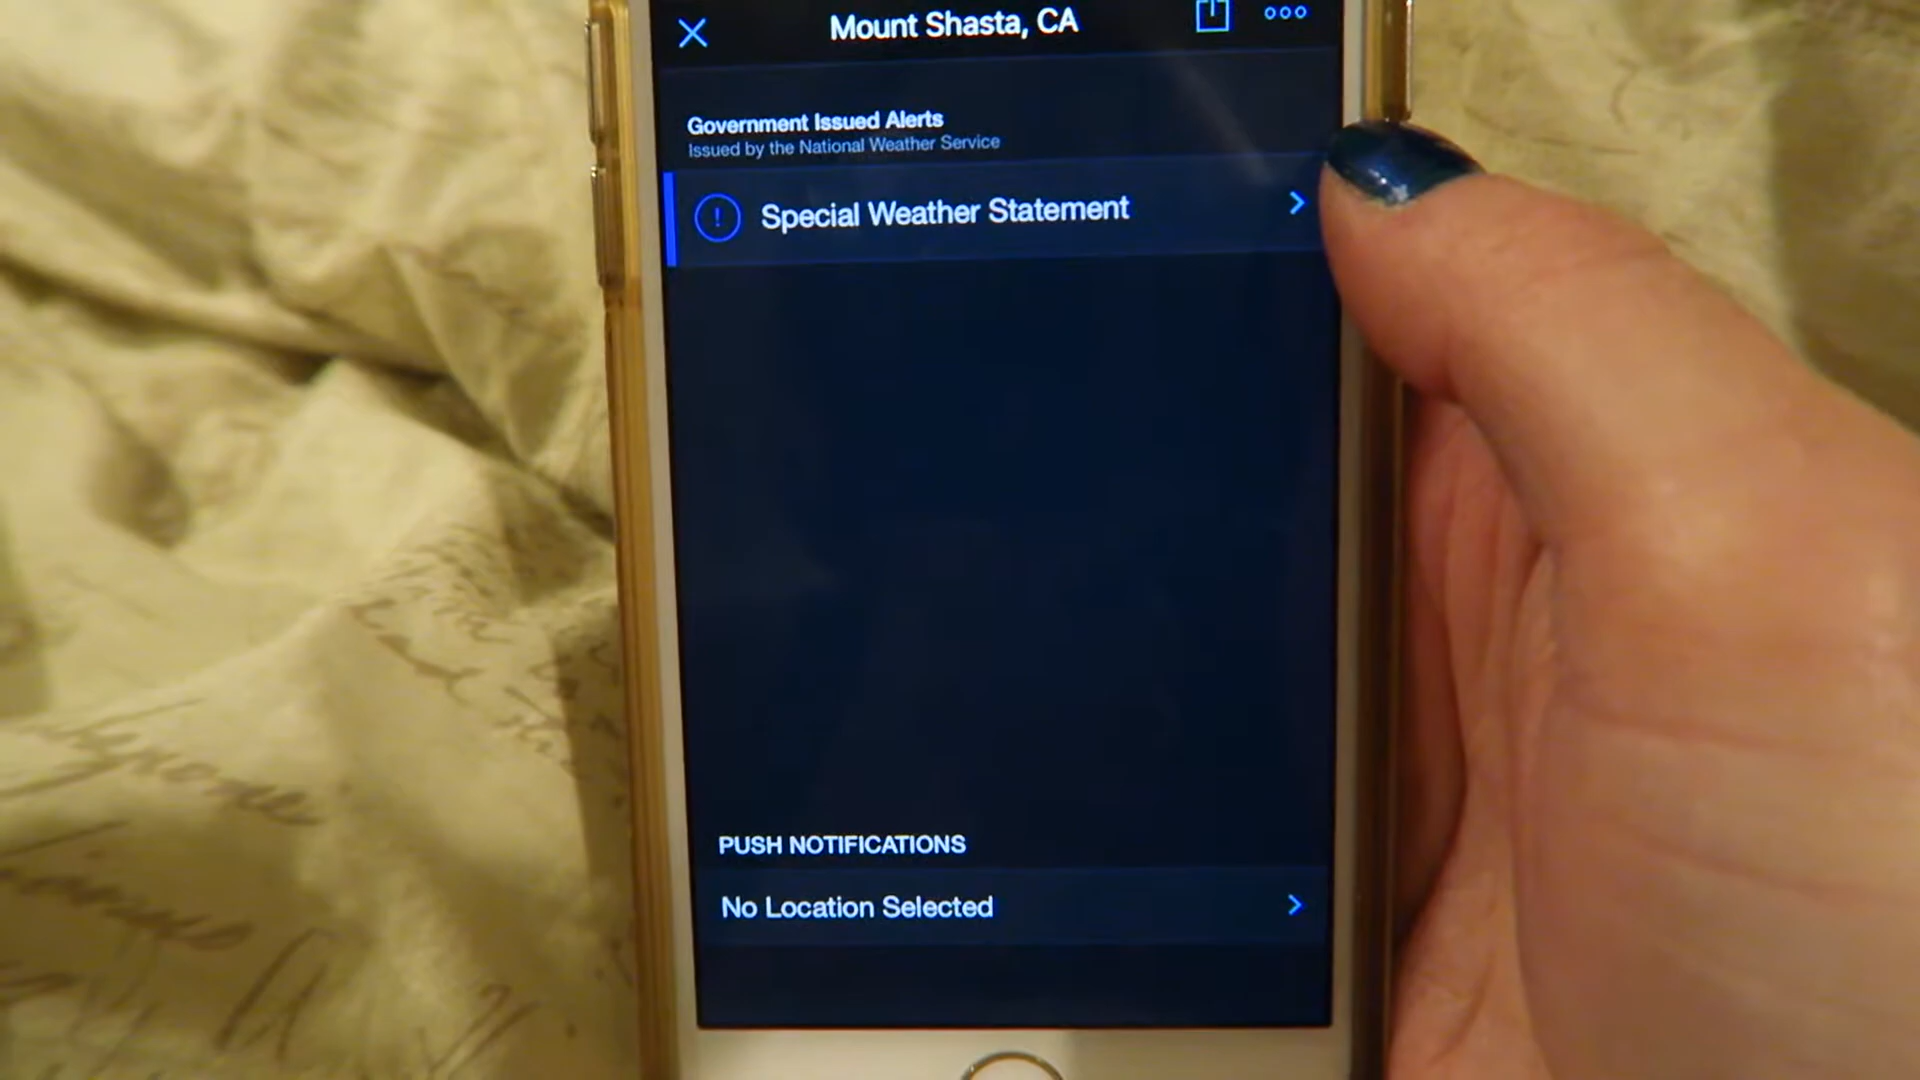 Mount Shasta, CA
Government Issued Alerts
Issued by the National Weather Service
Special Weather Statement
PUSH NOTIFICATIONS
No Location Selected